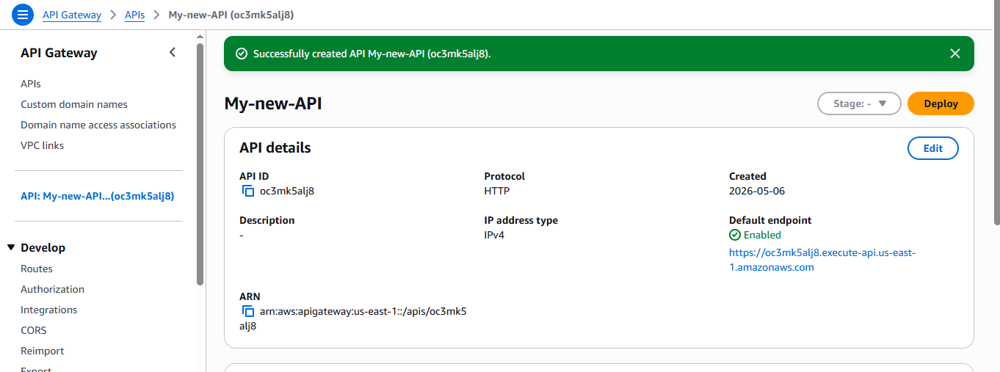 API Gateway > APIs > My-new-API (oc3mk5alj8)
API Gateway
APIs
Custom domain names
Domain name access associations
VPC links
API: My-new-API...(oc3mk5alj8)
Develop
Routes
Authorization
Integrations
CORS
Reimport
Export
Successfully created API My-new-API (oc3mk5alj8).
My-new-API
Stage: -
Deploy
API details
Edit
API ID
oc3mk5alj8
Protocol
HTTP
Created
2026-05-06
Description
-
IP address type
IPv4
Default endpoint
Enabled
https://oc3mk5alj8.execute-api.us-east-
1.amazonaws.com
ARN
arn:aws:apigateway:us-east-1::/apis/oc3mk5
alj8